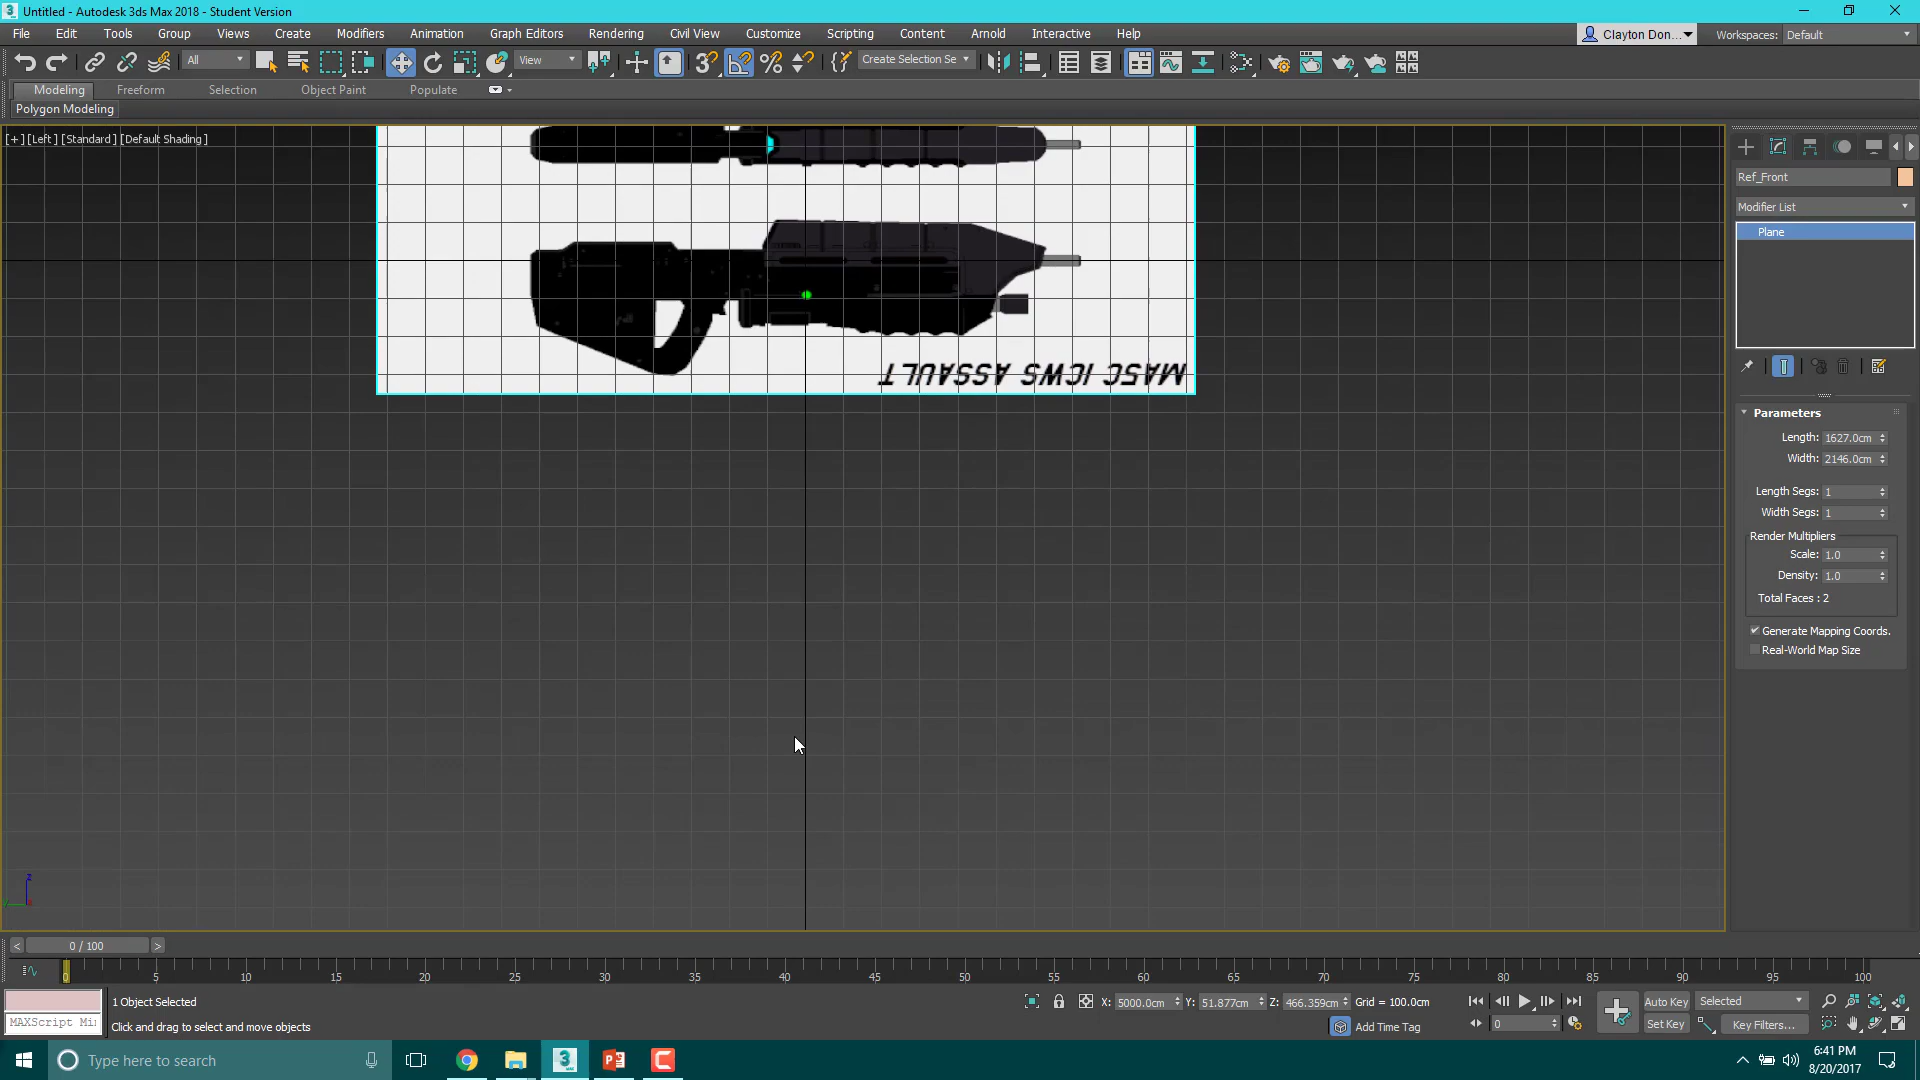 Untitled - Autodesk 3ds Max 2018 - Student Version
File Edit Tools Group Views Create Modifiers Animation Graph Editors Rendering Civil View Customize Scripting Content Arnold Interactive Help
Clayton Don... Workspaces: Default
All View Create Selection Se
Modeling Freeform Selection Object Paint Populate
Polygon Modeling
[+] [Left] [Standard] [Default Shading]
Ref_Front
Modifier List
Plane
MA5C ICWS ASSAULT
Parameters
Length: 1627.0cm
Width: 2146.0cm
Length Segs: 1
Width Segs: 1
Render Multipliers
Scale: 1.0
Density: 1.0
Total Faces : 2
Generate Mapping Coords.
Real-World Map Size
z
< 0 / 100 >
0 5 10 15 20 25 30 35 40 45 50 55 60 65 70 75 80 85 90 95 100
1 Object Selected X: 5000.0cm Y: 51.877cm Z: 466.359cm Grid = 100.0cm Auto Key Selected
MAXScript Mi Click and drag to select and move objects Add Time Tag 0 Set Key Key Filters...
Type here to search
6:41 PM
8/20/2017